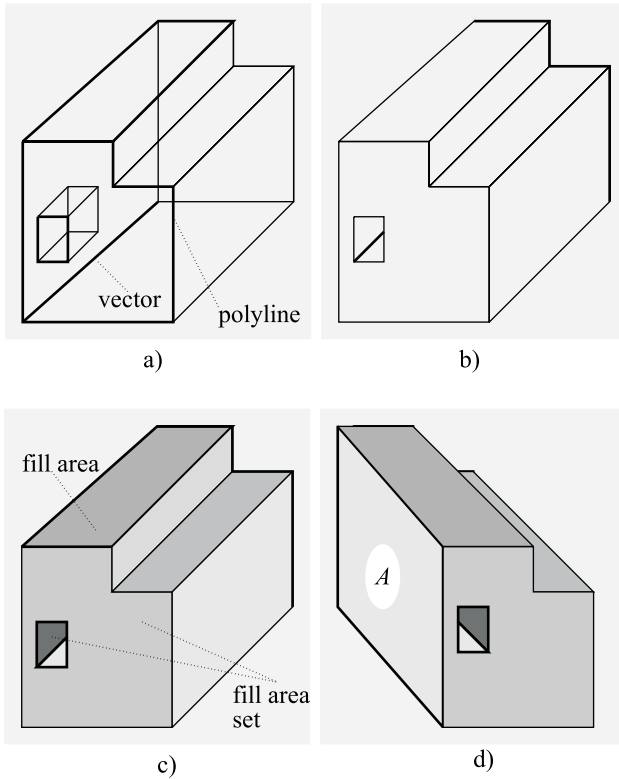 vector
polyline
a)
b)
fill area
A
fill area
set
c)
d)